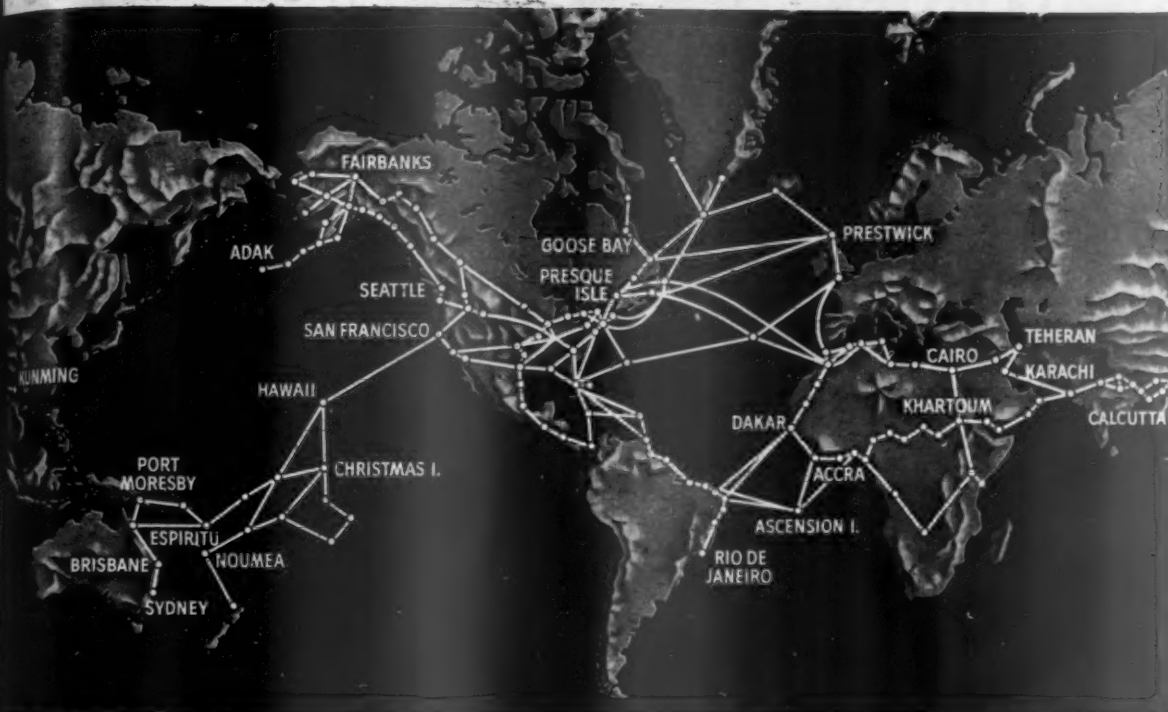 FAIRBANKS
ADAK
GOOSE BAY
PRESTWICK
PRESQUE
ISLE
SEATTLE
SAN FRANCISCO
TEHERAN
CAIRO
KUNMING
KARACHI
HAWAII
KHARTOUM
CALCUTTA
DAKAR
PORT
MORESBY
CHRISTMAS I.
ACCRA
ASCENSION I.
ESPIRITU
NOUMEA
BRISBANE
RIO DE
JANEIRO
SYDNEY